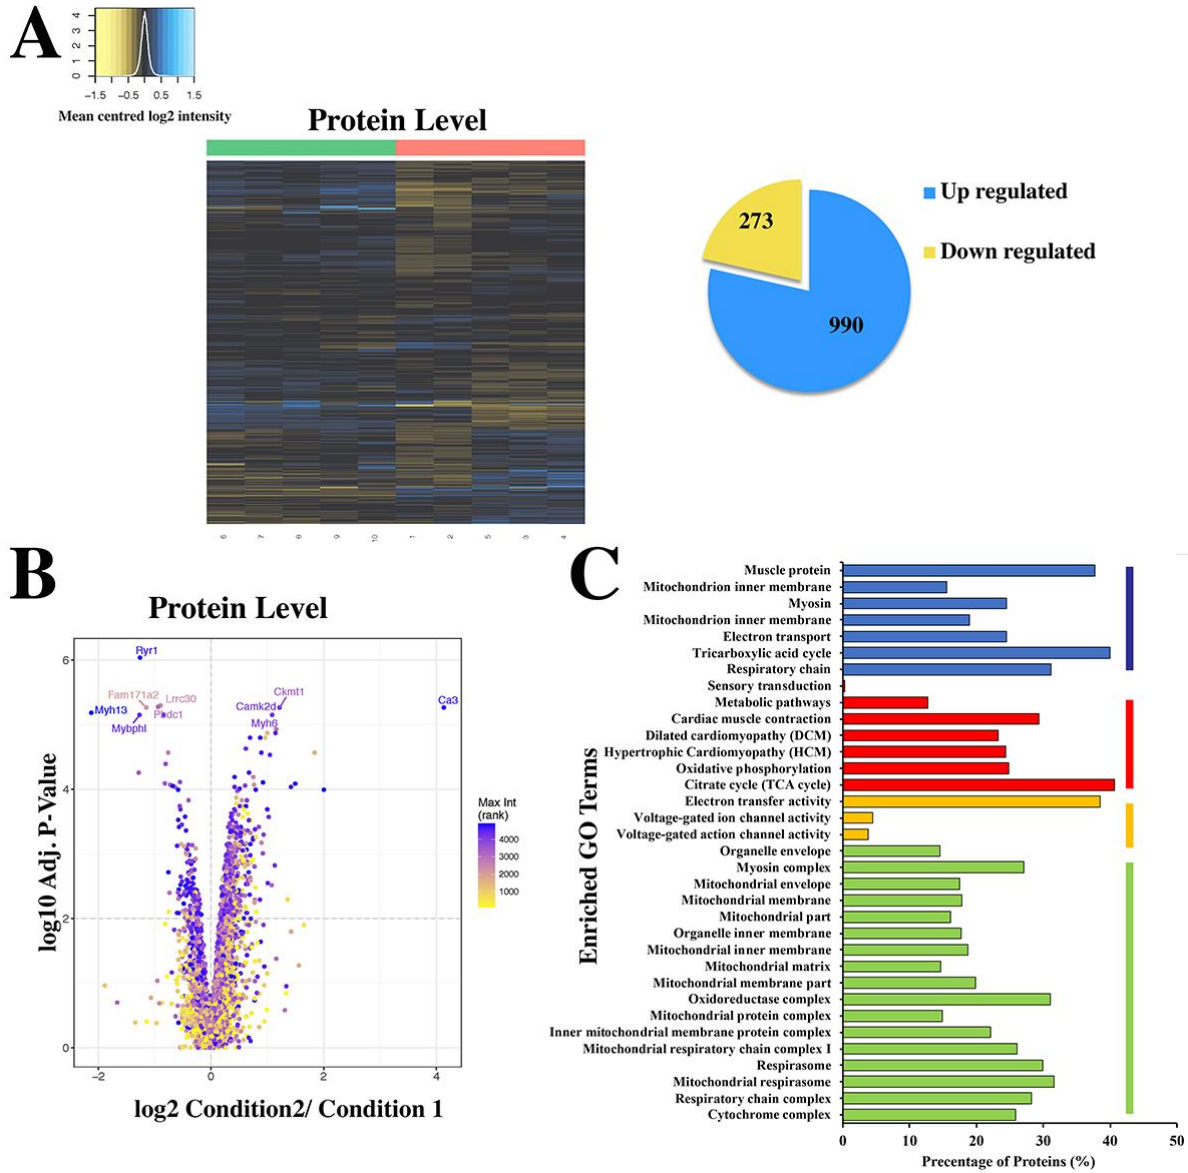 A
4
3
2
1
0
-1.5 -0.5 0.5 1.5
Mean centred log2 intensity
Protein Level
6 7 8 9 10 1 2 5 3 4
273
990
Up regulated
Down regulated
B
Protein Level
log10 Adj. P-Value
6
4
2
0
Ryr1
Fam171a2
Lrrc30
Myh13
Mybphl
Ckmt1
Camk2d
Myh6
Ca3
−2 0 2 4
log2 Condition2/ Condition 1
Max Int
(rank)
4000
3000
2000
1000
C
Enriched GO Terms
Muscle protein
Mitochondrion inner membrane
Myosin
Mitochondrion inner membrane
Electron transport
Tricarboxylic acid cycle
Respiratory chain
Sensory transduction
Metabolic pathways
Cardiac muscle contraction
Dilated cardiomyopathy (DCM)
Hypertrophic Cardiomyopathy (HCM)
Oxidative phosphorylation
Citrate cycle (TCA cycle)
Electron transfer activity
Voltage-gated ion channel activity
Voltage-gated action channel activity
Organelle envelope
Myosin complex
Mitochondrial envelope
Mitochondrial membrane
Mitochondrial part
Organelle inner membrane
Mitochondrial inner membrane
Mitochondrial matrix
Mitochondrial membrane part
Oxidoreductase complex
Mitochondrial protein complex
Inner mitochondrial membrane protein complex
Mitochondrial respiratory chain complex I
Respirasome
Mitochondrial respirasome
Respiratory chain complex
Cytochrome complex
0 10 20 30 40 50
Precentage of Proteins (%)